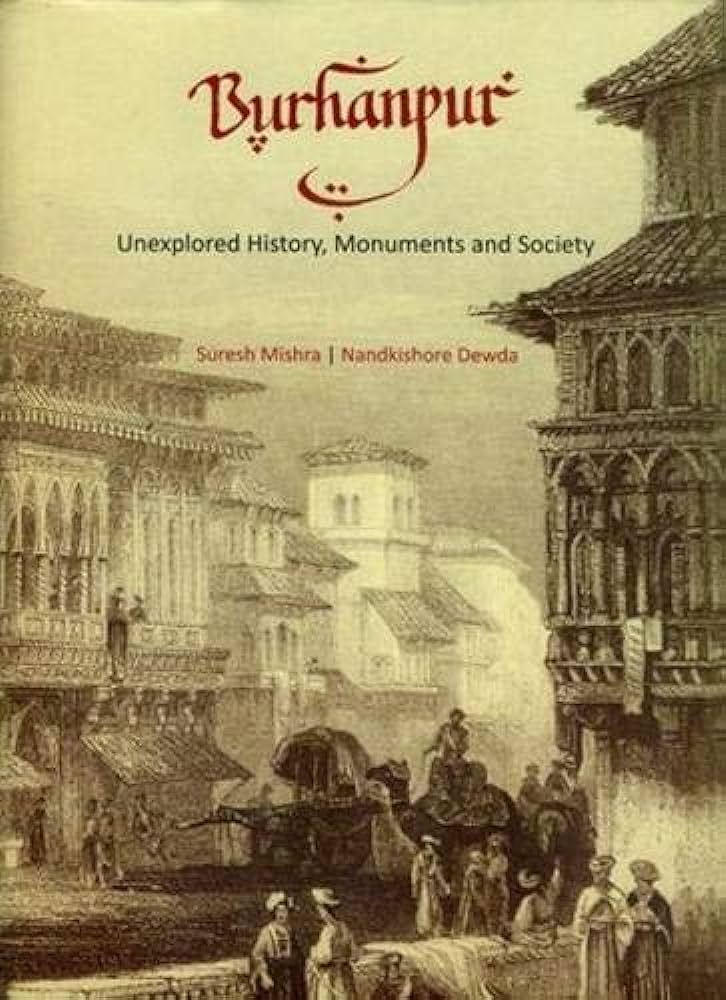 Burhanpur
Unexplored History, Monuments and Society
Suresh Mishra | Nandkishore Dewda